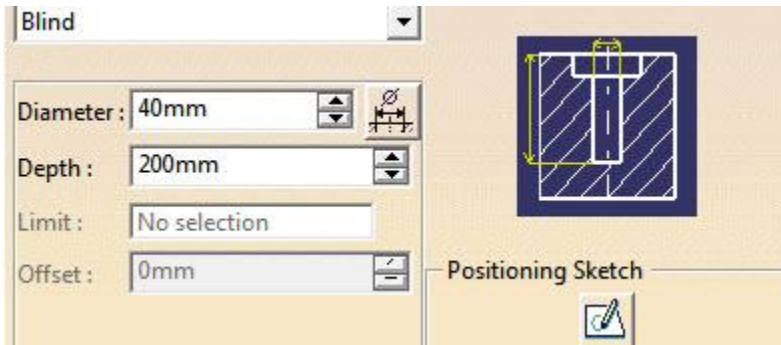 Blind
Diameter : 40mm
Depth : 200mm
Limit : No selection
Offset : 0mm
Positioning Sketch